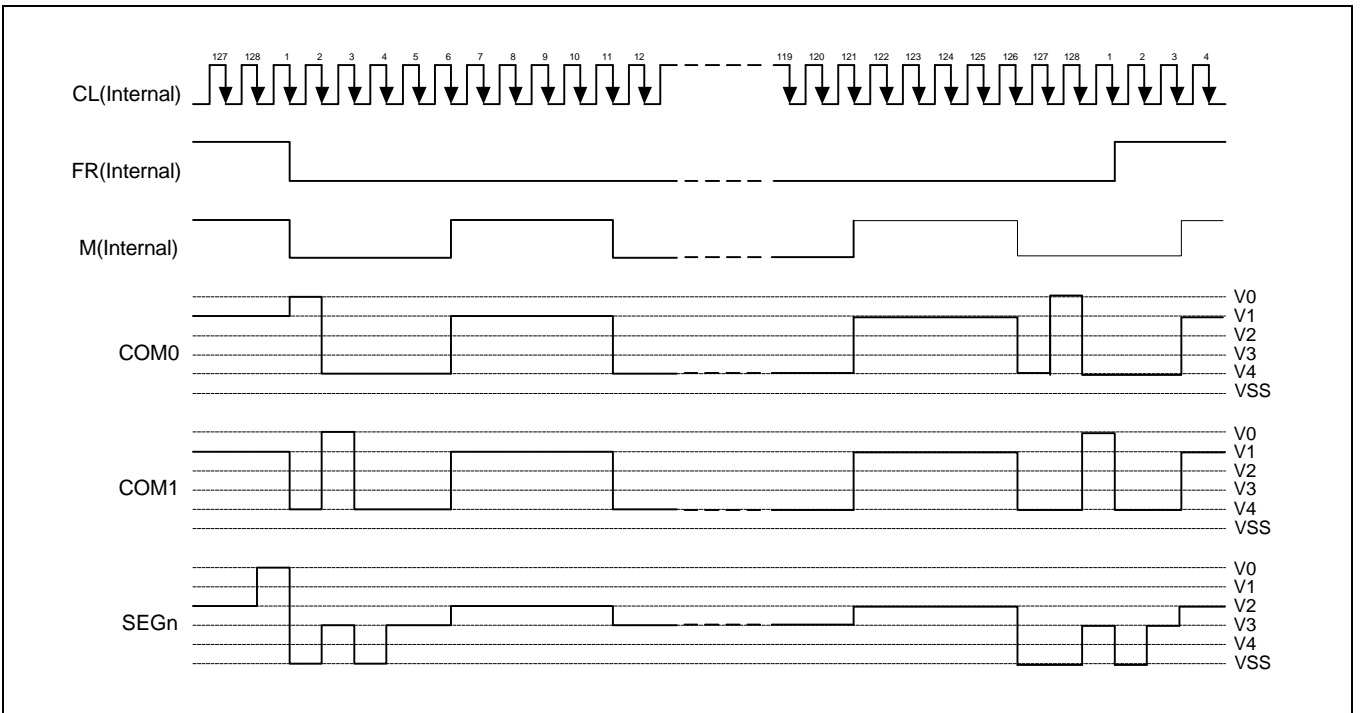 127 128 1 2 3 4 5 6 7 8 9 10 11 12 119 120 121 122 123 124 125 126 127 128 1 2 3 4
CL(Internal)
FR(Internal)
M(Internal)
COM0
V0
V1
V2
V3
V4
VSS
COM1
V0
V1
V2
V3
V4
VSS
SEGn
V0
V1
V2
V3
V4
VSS